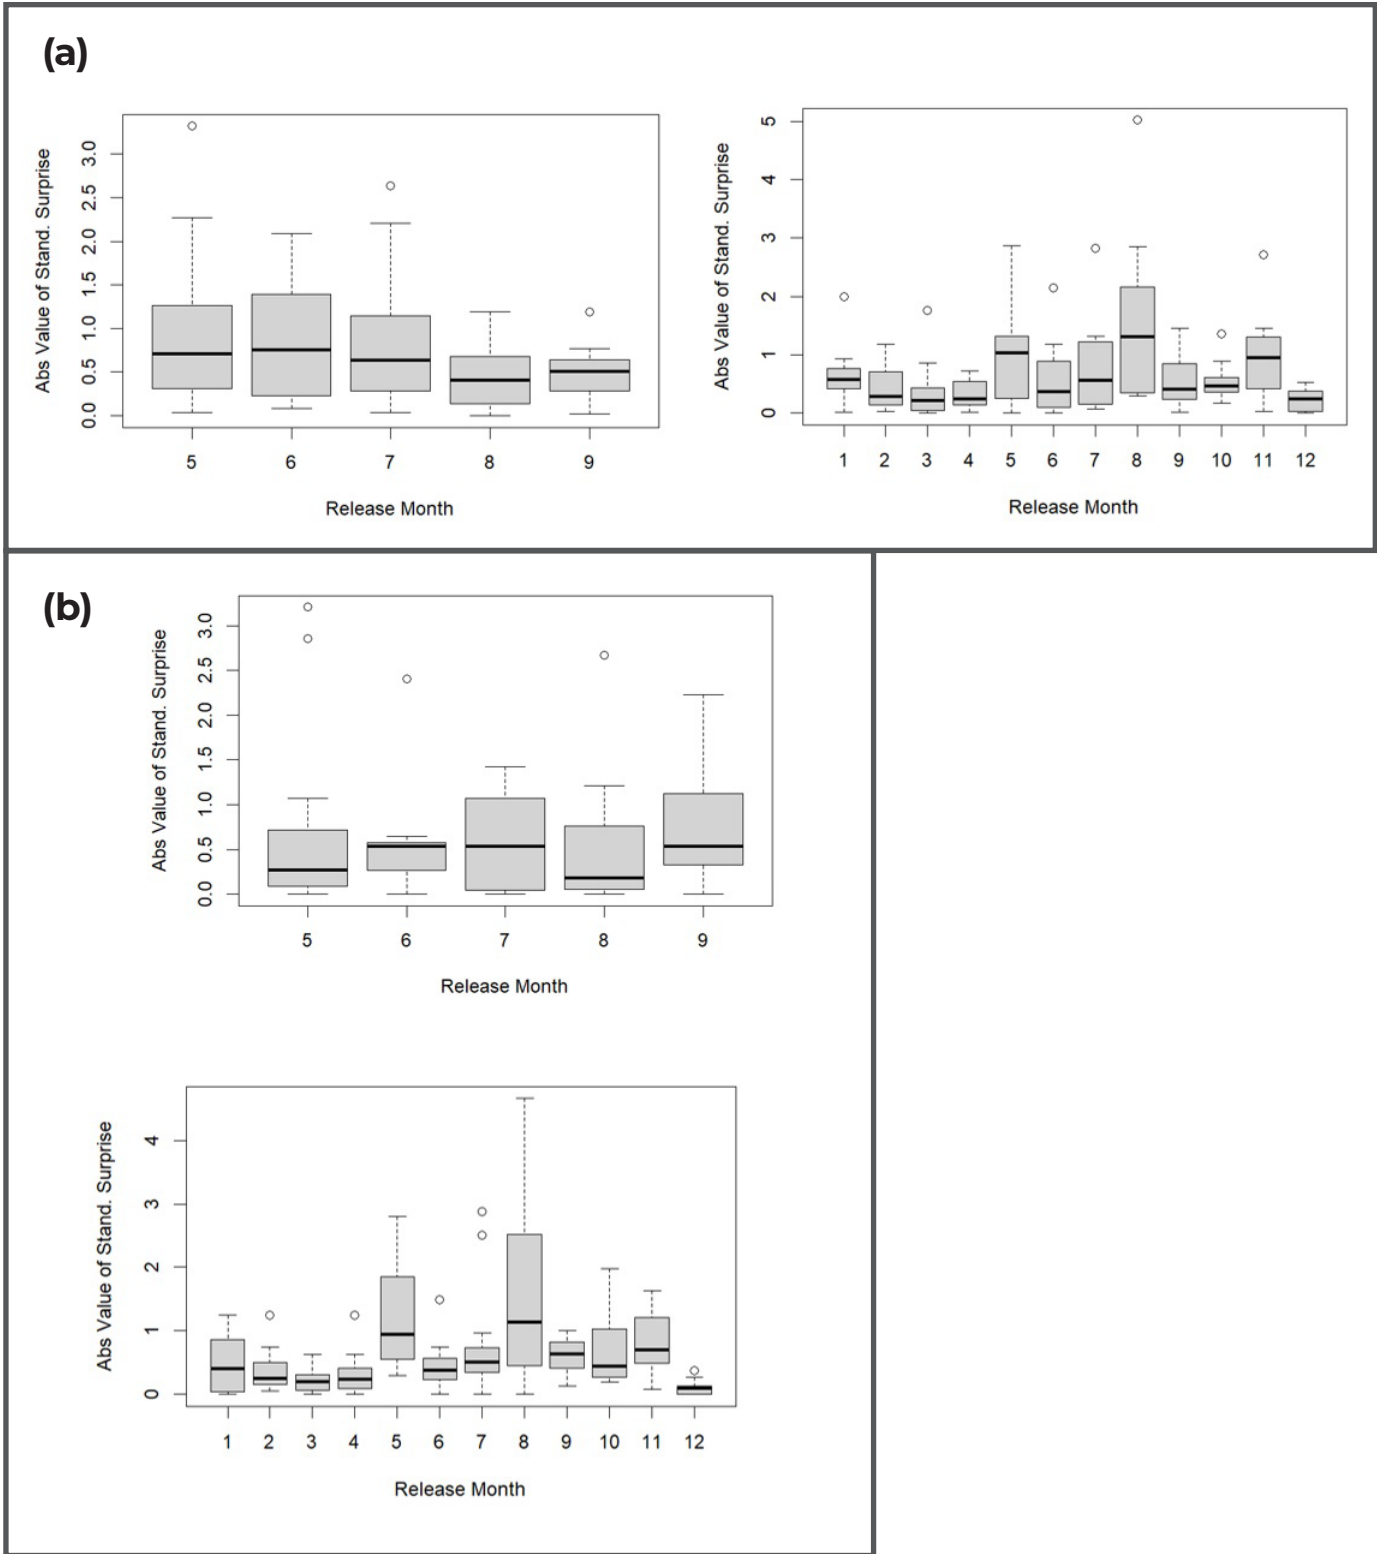 (a)
Abs Value of Stand. Surprise
0.0 0.5 1.0 1.5 2.0 2.5 3.0
5 6 7 8 9
Release Month
Abs Value of Stand. Surprise
0 1 2 3 4 5
1 2 3 4 5 6 7 8 9 10 11 12
Release Month
(b)
Abs Value of Stand. Surprise
0.0 0.5 1.0 1.5 2.0 2.5 3.0
5 6 7 8 9
Release Month
Abs Value of Stand. Surprise
0 1 2 3 4
1 2 3 4 5 6 7 8 9 10 11 12
Release Month